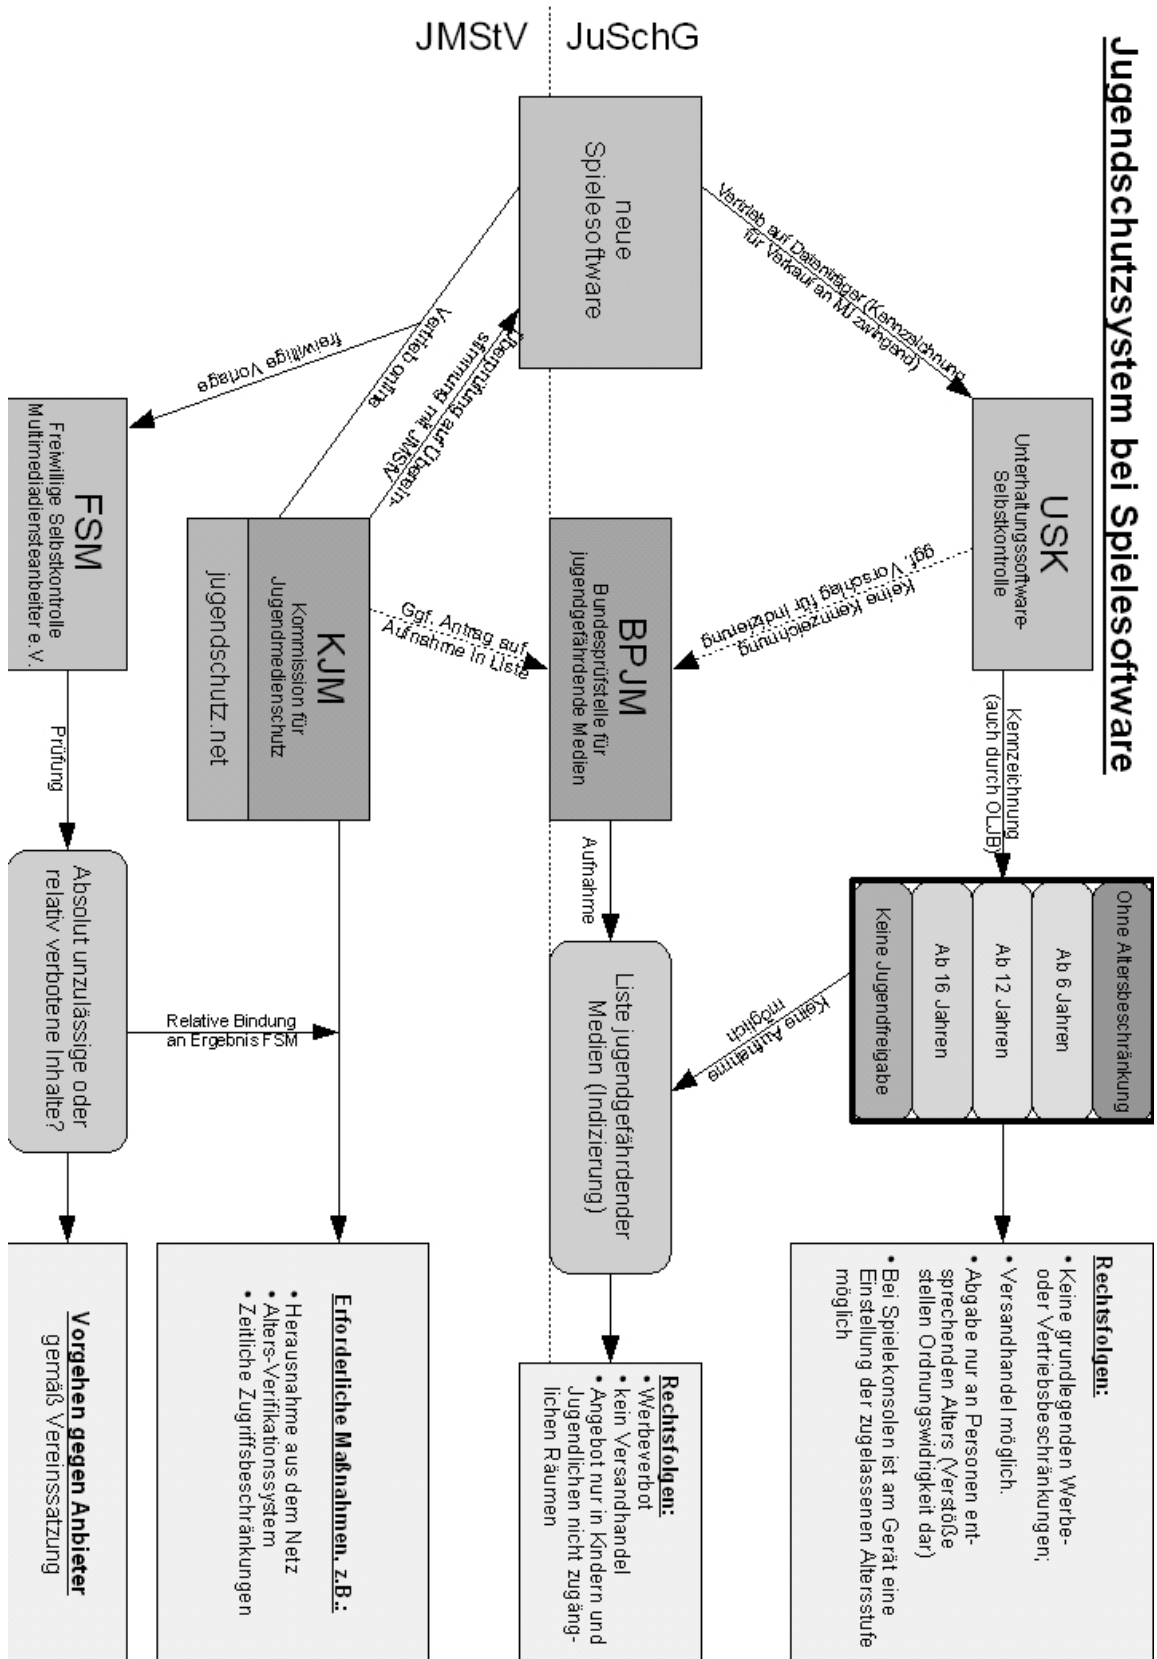 Jugendschutzsystem bei Spielesoftware
JuSchG
JMStV
neue
Spielesoftware
Vertrieb auf Datenträger (Kennzeichnung
für Verkauf an MJ zwingend)
Vertrieb online
freiwillige Vorlage
Überprüfung auf Überein-
stimmung mit JMStV
USK
Unterhaltungssoftware-
Selbstkontrolle
Keine Kennzeichnung
ggf. Vorschlag für Indizierung
Kennzeichnung
(auch durch OLJB)
Ohne Altersbeschränkung
Ab 6 Jahren
Ab 12 Jahren
Ab 16 Jahren
Keine Jugendfreigabe
Keine Aufnahme
möglich
Rechtsfolgen:
• Keine grundlegenden Werbe-
oder Vertriebsbeschränkungen;
• Versandhandel möglich.
• Abgabe nur an Personen ent-
sprechenden Alters (Verstöße
stellen Ordnungswidrigkeit dar)
• Bei Spielekonsolen ist am Gerät eine
Einstellung der zugelassenen Altersstufe
möglich
BPJM
Bundesprüfstelle für
jugendgefährdende Medien
Aufnahme
Liste jugendgefährdender
Medien (Indizierung)
Rechtsfolgen:
• Werbeverbot
• kein Versandhandel
• Angebot nur in Kindern und
Jugendlichen nicht zugäng-
lichen Räumen
KJM
Kommission für
Jugendmedienschutz
jugendschutz.net
Ggf. Antrag auf
Aufnahme in Liste
Erforderliche Maßnahmen, z.B.:
• Herausnahme aus dem Netz
• Alters-Verifikationssystem
• Zeitliche Zugriffsbeschränkungen
FSM
Freiwillige Selbstkontrolle
Multimediadiensteanbeiter e.V.
Prüfung
Absolut unzulässige oder
relativ verbotene Inhalte?
Relative Bindung
an Ergebnis FSM
Vorgehen gegen Anbieter
gemäß Vereinssatzung